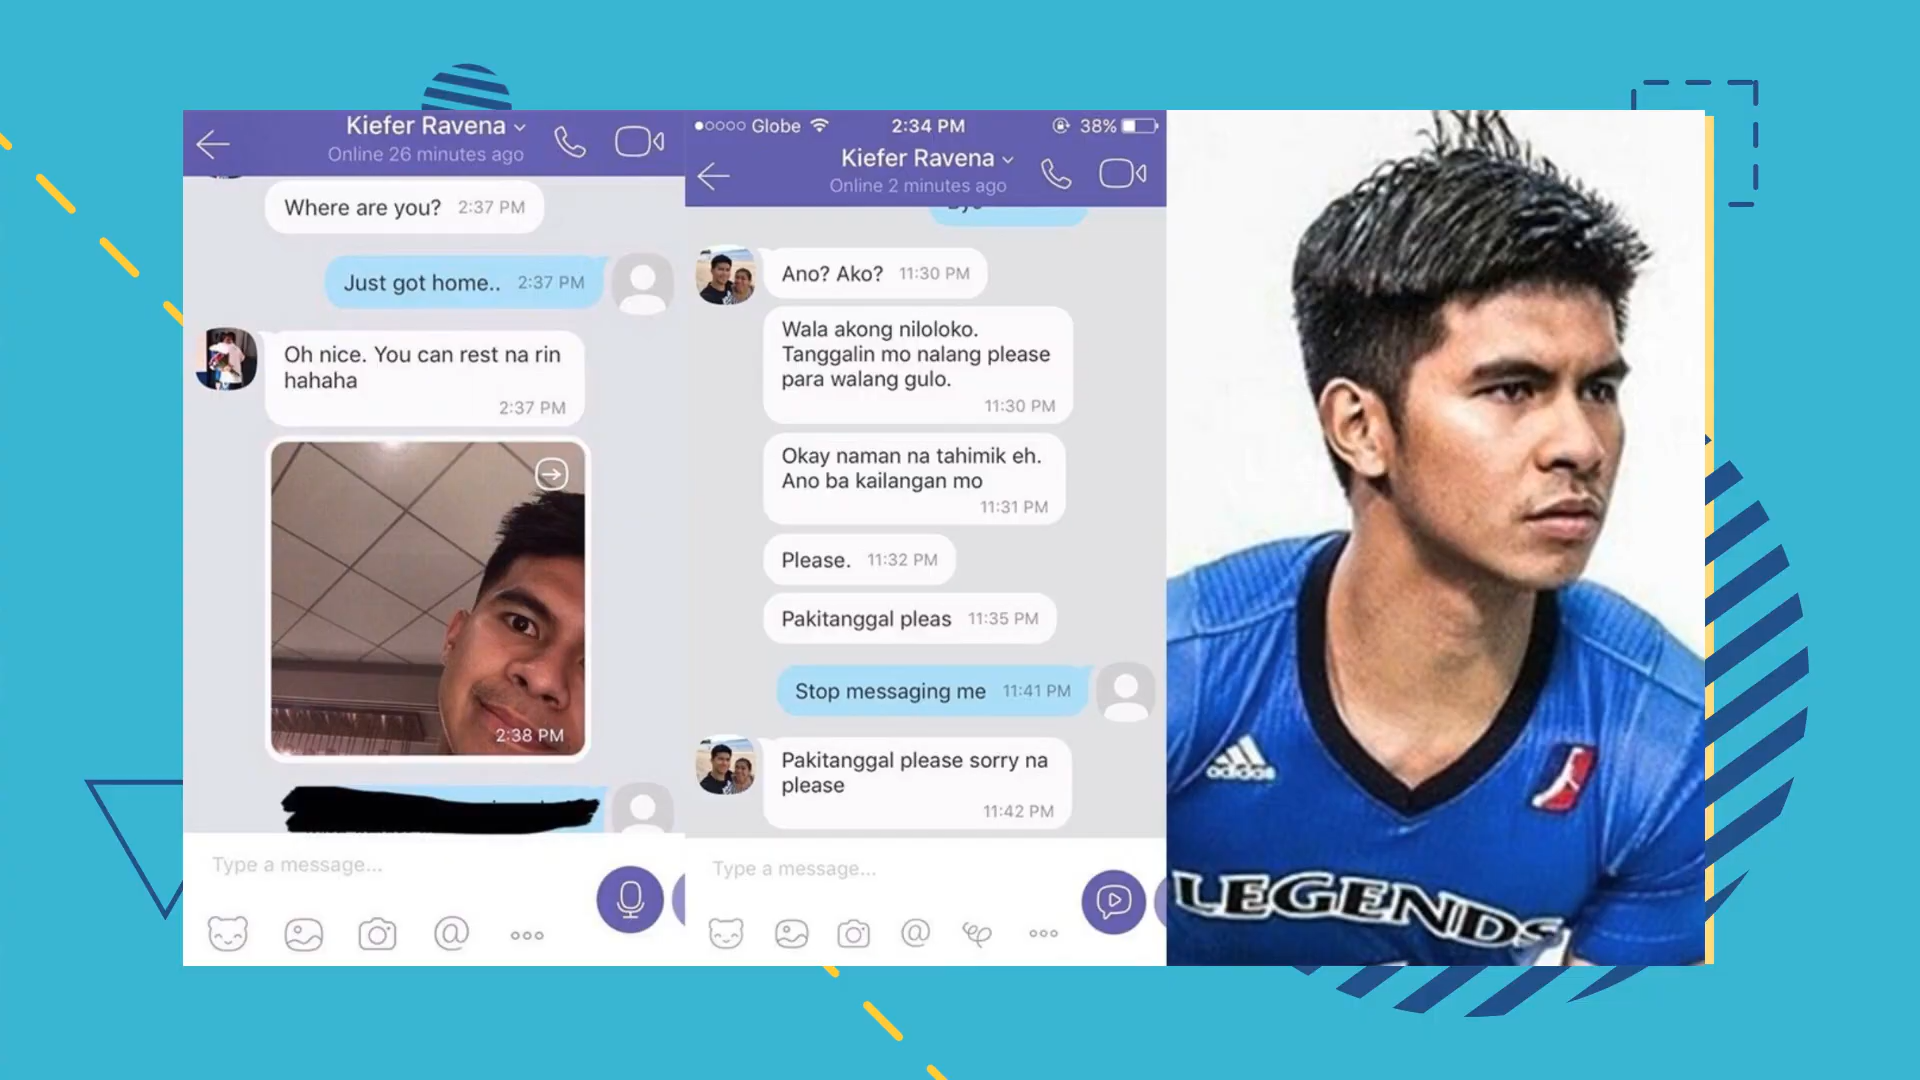 Kiefer Ravena
Online 26 minutes ago
Where are you? 2:37 PM
Just got home.. 2:37 PM
Oh nice. You can rest na rin
hahaha
2:37 PM
2:38 PM
Type a message...
Globe 2:34 PM 38%
Kiefer Ravena
Online 2 minutes ago
Ano? Ako? 11:30 PM
Wala akong niloloko.
Tanggalin mo nalang please
para walang gulo.
11:30 PM
Okay naman na tahimik eh.
Ano ba kailangan mo
11:31 PM
Please. 11:32 PM
Pakitanggal pleas 11:35 PM
Stop messaging me 11:41 PM
Pakitanggal please sorry na
please
11:42 PM
Type a message...
adidas
LEGENDS